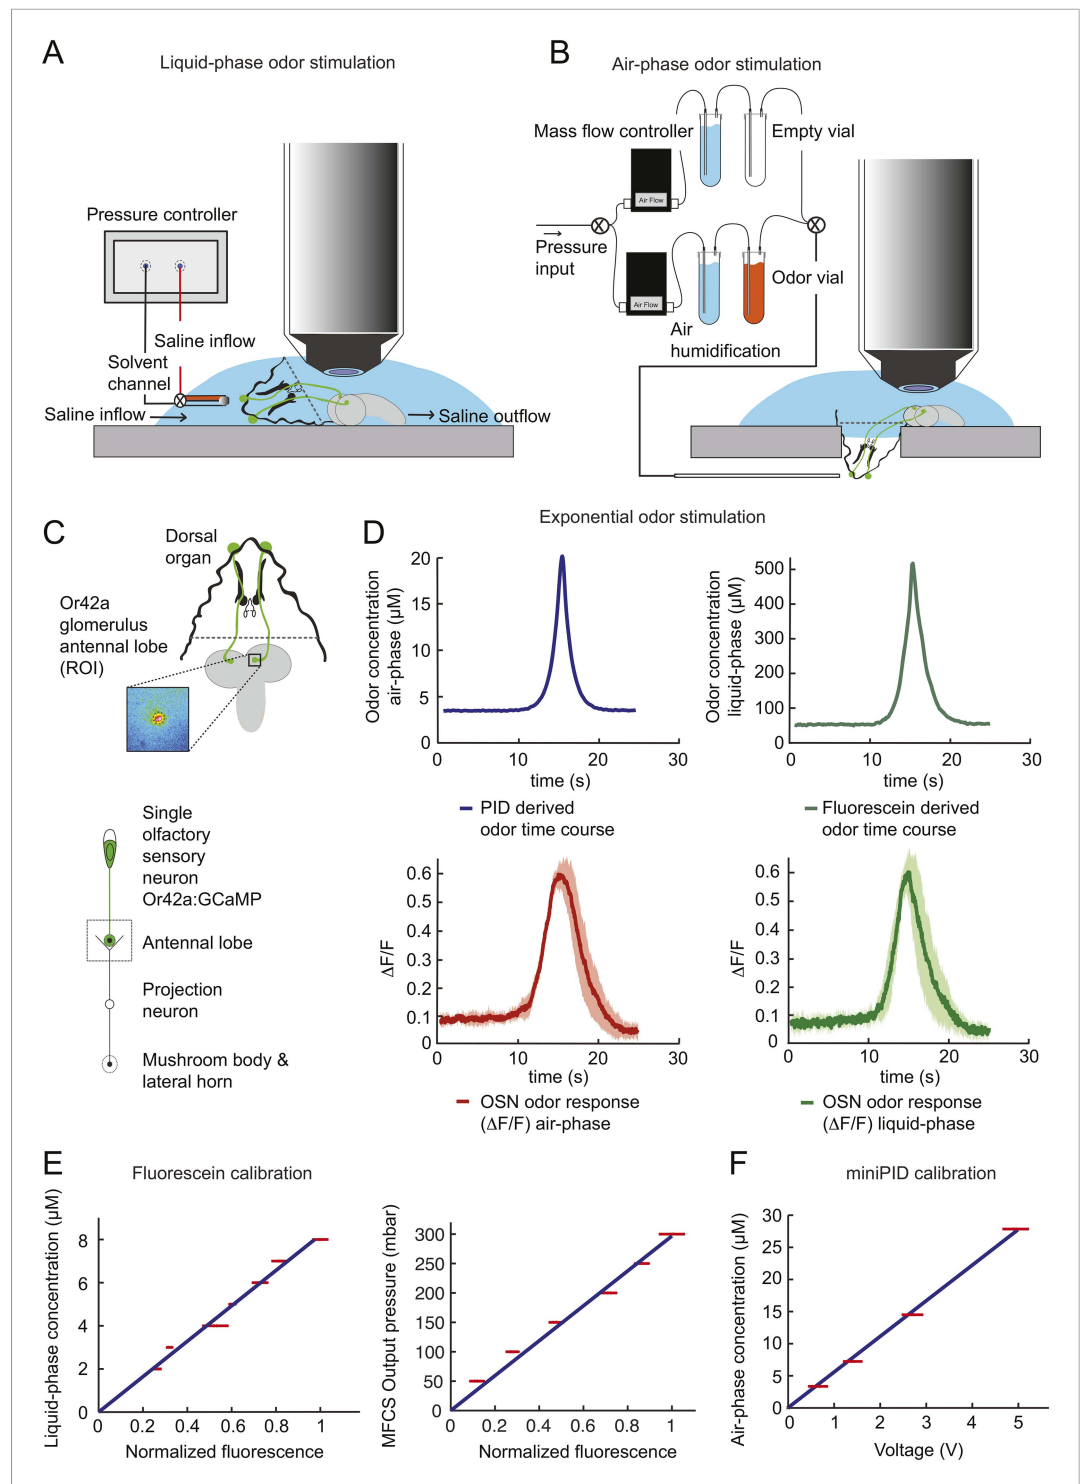 A
Liquid-phase odor stimulation
Pressure controller
Saline inflow
Solvent
channel
Saline inflow
Saline outflow
B
Air-phase odor stimulation
Mass flow controller
Empty vial
Air Flow
Pressure
input
Odor vial
Air Flow
Air
humidification
C
Dorsal
organ
Or42a
glomerulus
antennal lobe
(ROI)
Single
olfactory
sensory
neuron
Or42a:GCaMP
Antennal lobe
Projection
neuron
Mushroom body &
lateral horn
D
Exponential odor stimulation
Odor concentration
air-phase (μM)
20
15
10
5
0
0 10 20 30
time (s)
PID derived
odor time course
Odor concentration
liquid-phase (μM)
500
400
300
200
100
0
0 10 20 30
time (s)
Fluorescein derived
odor time course
ΔF/F
0.6
0.5
0.4
0.3
0.2
0.1
0
0 10 20 30
time (s)
OSN odor response
(ΔF/F) air-phase
ΔF/F
0.6
0.5
0.4
0.3
0.2
0.1
0
0 10 20 30
time (s)
OSN odor response
(ΔF/F) liquid-phase
E
Fluorescein calibration
Liquid-phase concentration (μM)
8
6
4
2
0
0 0.2 0.4 0.6 0.8 1
Normalized fluorescence
MFCS Output pressure (mbar)
300
250
200
150
100
50
0
0 0.2 0.4 0.6 0.8 1
Normalized fluorescence
F
miniPID calibration
Air-phase concentration (μM)
30
25
20
15
10
5
0
0 1 2 3 4 5
Voltage (V)